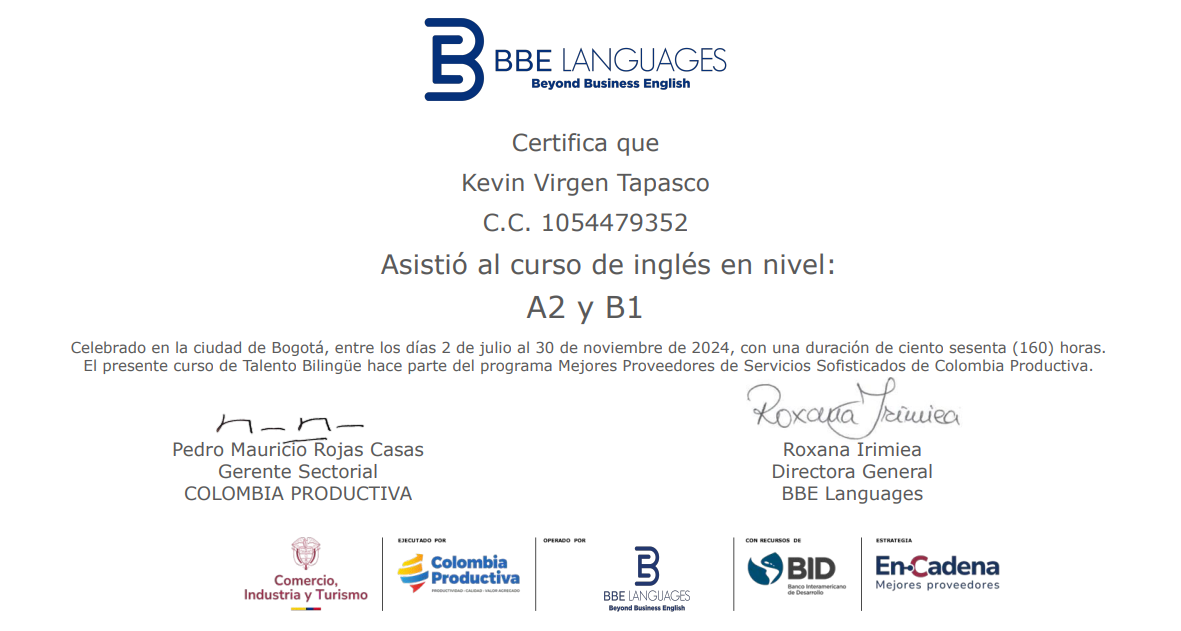 BBE LANGUAGES
Beyond Business English
Certifica que
Kevin Virgen Tapasco
C.C. 1054479352
Asistió al curso de inglés en nivel:
A2 y B1
Celebrado en la ciudad de Bogotá, entre los días 2 de julio al 30 de noviembre de 2024, con una duración de ciento sesenta (160) horas.
El presente curso de Talento Bilingüe hace parte del programa Mejores Proveedores de Servicios Sofisticados de Colombia Productiva.
Roxana Irimiea
Pedro Mauricio Rojas Casas
Gerente Sectorial
COLOMBIA PRODUCTIVA
Roxana Irimiea
Directora General
BBE Languages
Comercio,
Industria y Turismo
EJECUTADO POR
Colombia
Productiva
PRODUCTIVIDAD - CALIDAD - VALOR AGREGADO
OPERADO POR
BBE LANGUAGES
Beyond Business English
CON RECURSOS DE
BID
Banco Interamericano
de Desarrollo
ESTRATEGIA
En-Cadena
Mejores proveedores